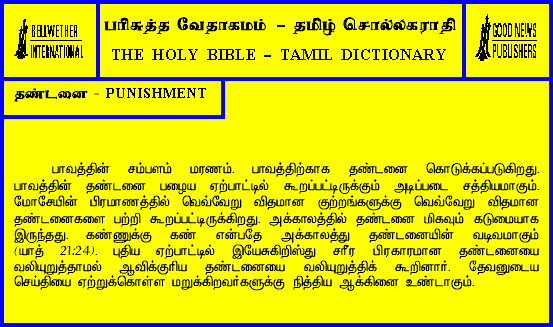 BELLWETHER
INTERNATIONAL
பரிசுத்த வேதாகமம் – தமிழ் சொல்லகராதி
THE HOLY BIBLE – TAMIL DICTIONARY
GOOD NEWS
PUBLISHERS
தண்டனை - PUNISHMENT
பாவத்தின் சம்பளம் மரணம். பாவத்திற்காக தண்டனை கொடுக்கப்படுகிறது.
பாவத்தின் தண்டனை பழைய ஏற்பாட்டில் கூறப்பட்டிருக்கும் அடிப்படை சத்தியமாகும்.
மோசேயின் பிரமாணத்தில் வெவ்வேறு விதமான குற்றங்களுக்கு வெவ்வேறு விதமான
தண்டனைகளை பற்றி கூறப்பட்டிருக்கிறது. அக்காலத்தில் தண்டனை மிகவும் கடுமையாக
இருந்தது. கண்ணுக்கு கண் என்பதே அக்காலத்து தண்டனையின் வடிவமாகும்
(யாத் 21:24). புதிய ஏற்பாட்டில் இயேசுகிறிஸ்து சரீர பிரகாரமான தண்டனையை
வலியுறுத்தாமல் ஆவிக்குரிய தண்டனையை வலியுறுத்திக் கூறினார். தேவனுடைய
செய்தியை ஏற்றுக்கொள்ள மறுக்கிறவர்களுக்கு நித்திய ஆக்கினை உண்டாகும்.